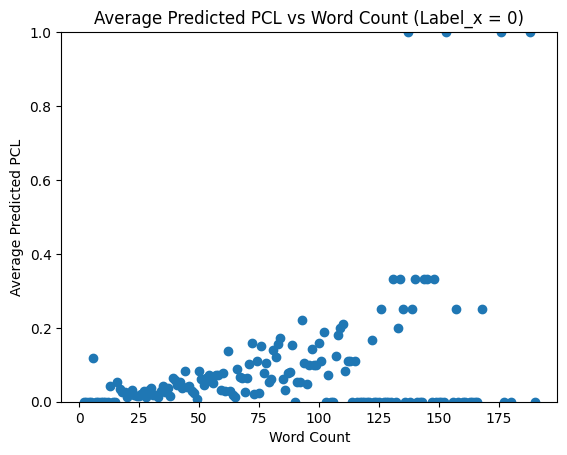 Average Predicted PCL vs Word Count (Label_x = 0)
1.0
0.8
0.6
0.4
0.2
0.0
Average Predicted PCL
0 25 50 75 100 125 150 175
Word Count